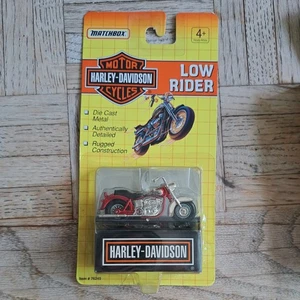 MATCHBOX
4+
MOTOR
HARLEY-DAVIDSON
CYCLES
LOW
RIDER
Die Cast
Metal
Authentically
Detailed
Rugged
Construction
HARLEY-DAVIDSON